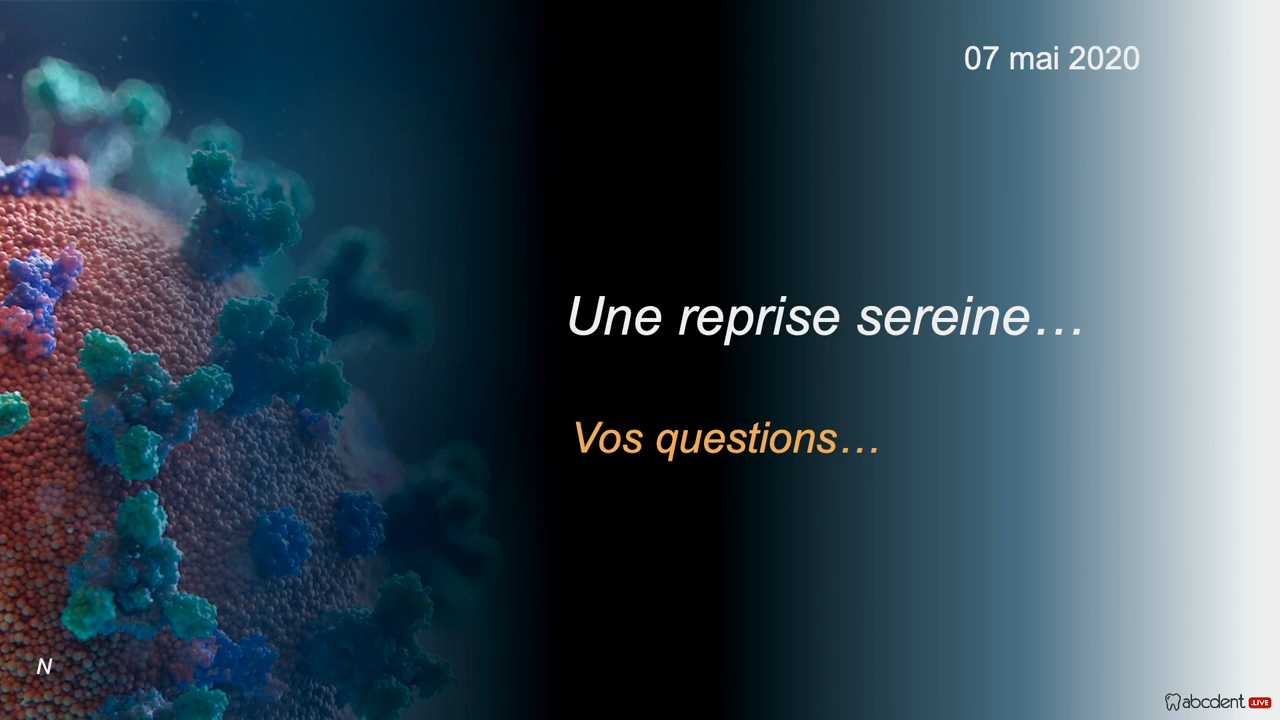 07 mai 2020
Une reprise sereine…
Vos questions…
N
abcdent .LIVE